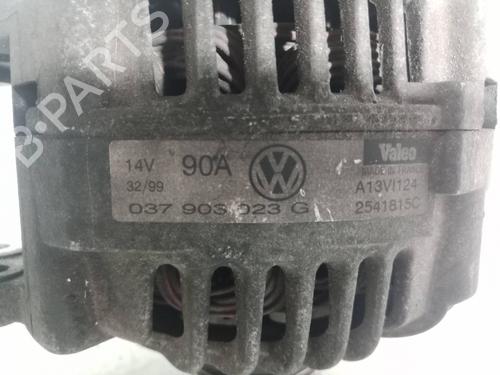 B-PARTS
14V 90A Valeo
MADE IN FRANCE
32/99 A13VI124
037 903 023 G 2541815C